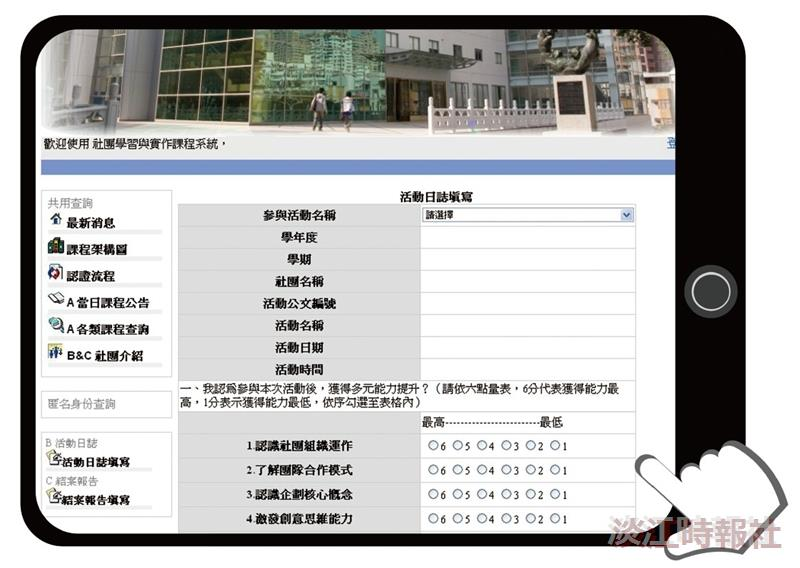 歡迎使用 社團學習與實作課程系統，
登
共用查詢
最新消息
課程架構圖
認證流程
A 當日課程公告
A 各類課程查詢
B&C 社團介紹
匿名身份查詢
B 活動日誌
活動日誌填寫
C 結案報告
結案報告填寫
活動日誌填寫
參與活動名稱 請選擇
學年度
學期
社團名稱
活動公文編號
活動名稱
活動日期
活動時間
一、我認為參與本次活動後，獲得多元能力提升？（請依六點量表，6分代表獲得能力最
高，1分表示獲得能力最低，依序勾選至表格內）
最高-------------------------最低
1.認識社團組織運作 6 5 4 3 2 1
2.了解團隊合作模式 6 5 4 3 2 1
3.認識企劃核心概念 6 5 4 3 2 1
4.激發創意思維能力 6 5 4 3 2 1
淡江時報社